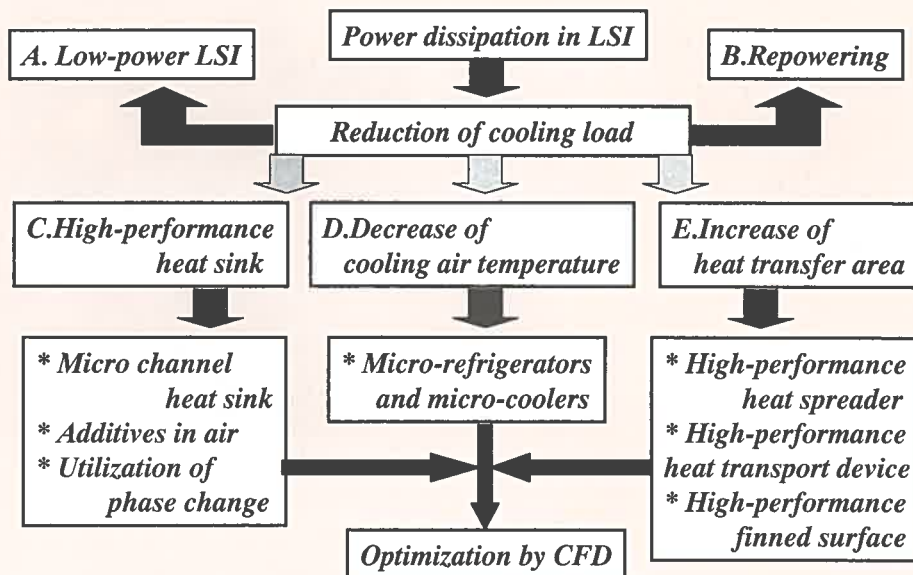 Power dissipation in LSI
A. Low-power LSI
B.Repowering
Reduction of cooling load
C.High-performance
heat sink
D.Decrease of
cooling air temperature
E.Increase of
heat transfer area
* Micro channel
heat sink
* Additives in air
* Utilization of
phase change
* Micro-refrigerators
and micro-coolers
* High-performance
heat spreader
* High-performance
heat transport device
* High-performance
finned surface
Optimization by CFD